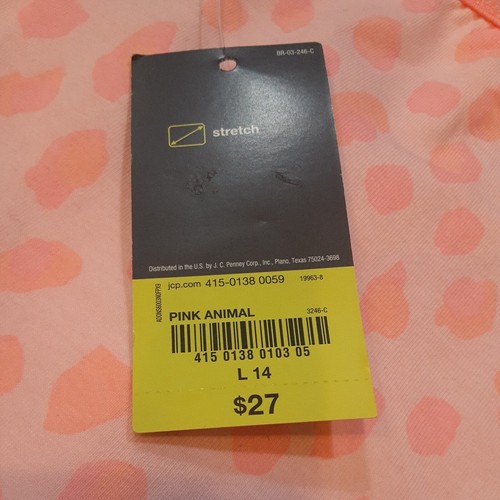 BR-03-246-C
stretch
Distributed in the U.S. by J. C. Penney Corp., Inc., Plano, Texas 75024-3698
jcp.com 415-0138 0059 19963-8
PINK ANIMAL 3246-C
415 0138 0103 05
L 14
$27